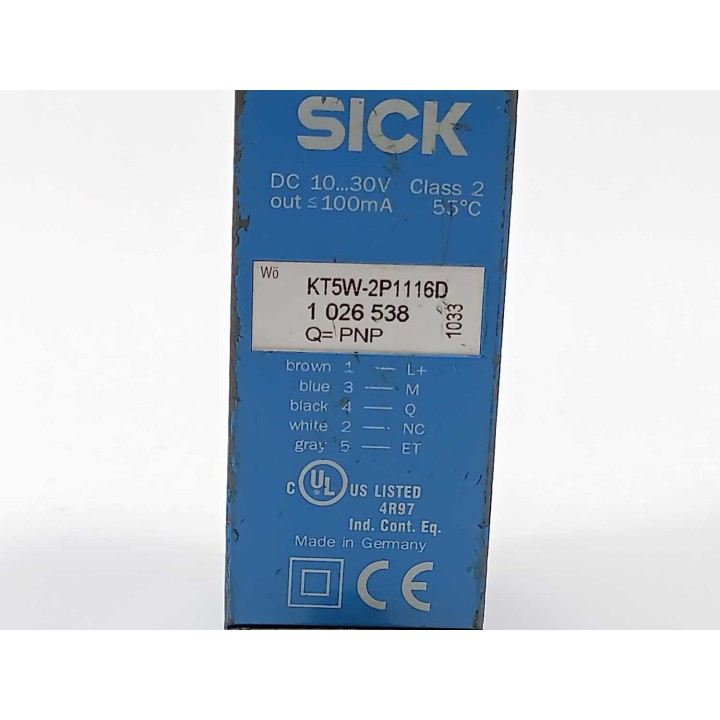 SICK
DC 10...30V Class 2
out ≤100mA 55°C
Wö
KT5W-2P1116D
1 026 538
Q= PNP
1033
brown 1 — L+
blue 3 — M
black 4 — Q
white 2 — NC
gray 5 — ET
C UL US LISTED
4R97
Ind. Cont. Eq.
Made in Germany
CE